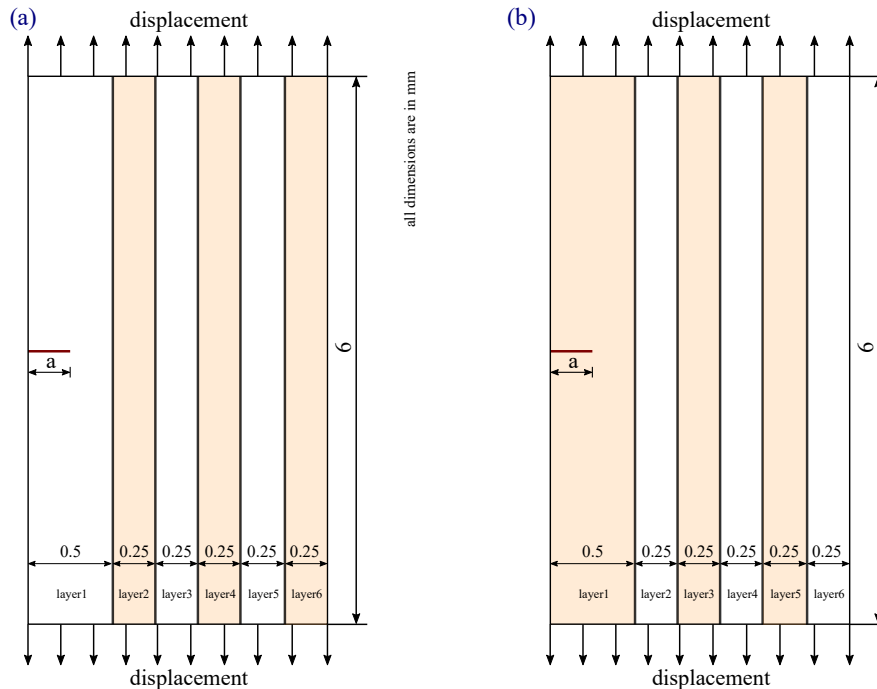 (a)
displacement
all dimensions are in mm
a
6
0.5
0.25
0.25
0.25
0.25
0.25
layer1
layer2
layer3
layer4
layer5
layer6
displacement
(b)
displacement
a
6
0.5
0.25
0.25
0.25
0.25
0.25
layer1
layer2
layer3
layer4
layer5
layer6
displacement